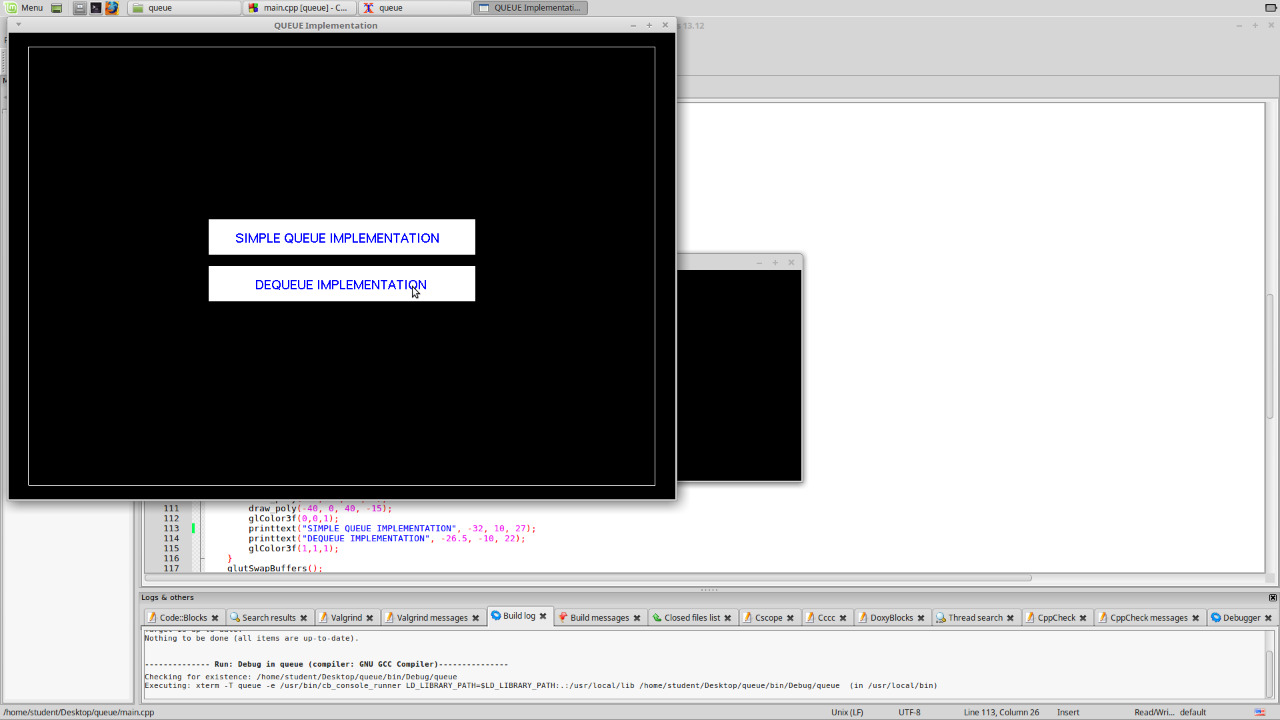 Menu queue main.cpp [queue] - C... queue QUEUE Implementati...
QUEUE Implementation
13.12
SIMPLE QUEUE IMPLEMENTATION
DEQUEUE IMPLEMENTATION
111 draw_poly(-40, 0, 40, -15);
112 glColor3f(0,0,1);
113 printtext("SIMPLE QUEUE IMPLEMENTATION", -32, 10, 27);
114 printtext("DEQUEUE IMPLEMENTATION", -26.5, -10, 22);
115 glColor3f(1,1,1);
116 }
117 glutSwapBuffers();
Logs & others
Code::Blocks Search results Valgrind Valgrind messages Build log Build messages Closed files list Cscope Cccc DoxyBlocks Thread search CppCheck CppCheck messages Debugger
Nothing to be done (all items are up-to-date).
-------------- Run: Debug in queue (compiler: GNU GCC Compiler)---------------
Checking for existence: /home/student/Desktop/queue/bin/Debug/queue
Executing: xterm -T queue -e /usr/bin/cb_console_runner LD_LIBRARY_PATH=$LD_LIBRARY_PATH:.:/usr/local/lib /home/student/Desktop/queue/bin/Debug/queue (in /usr/local/bin)
/home/student/Desktop/queue/main.cpp Unix (LF) UTF-8 Line 113, Column 26 Insert Read/Wri... default